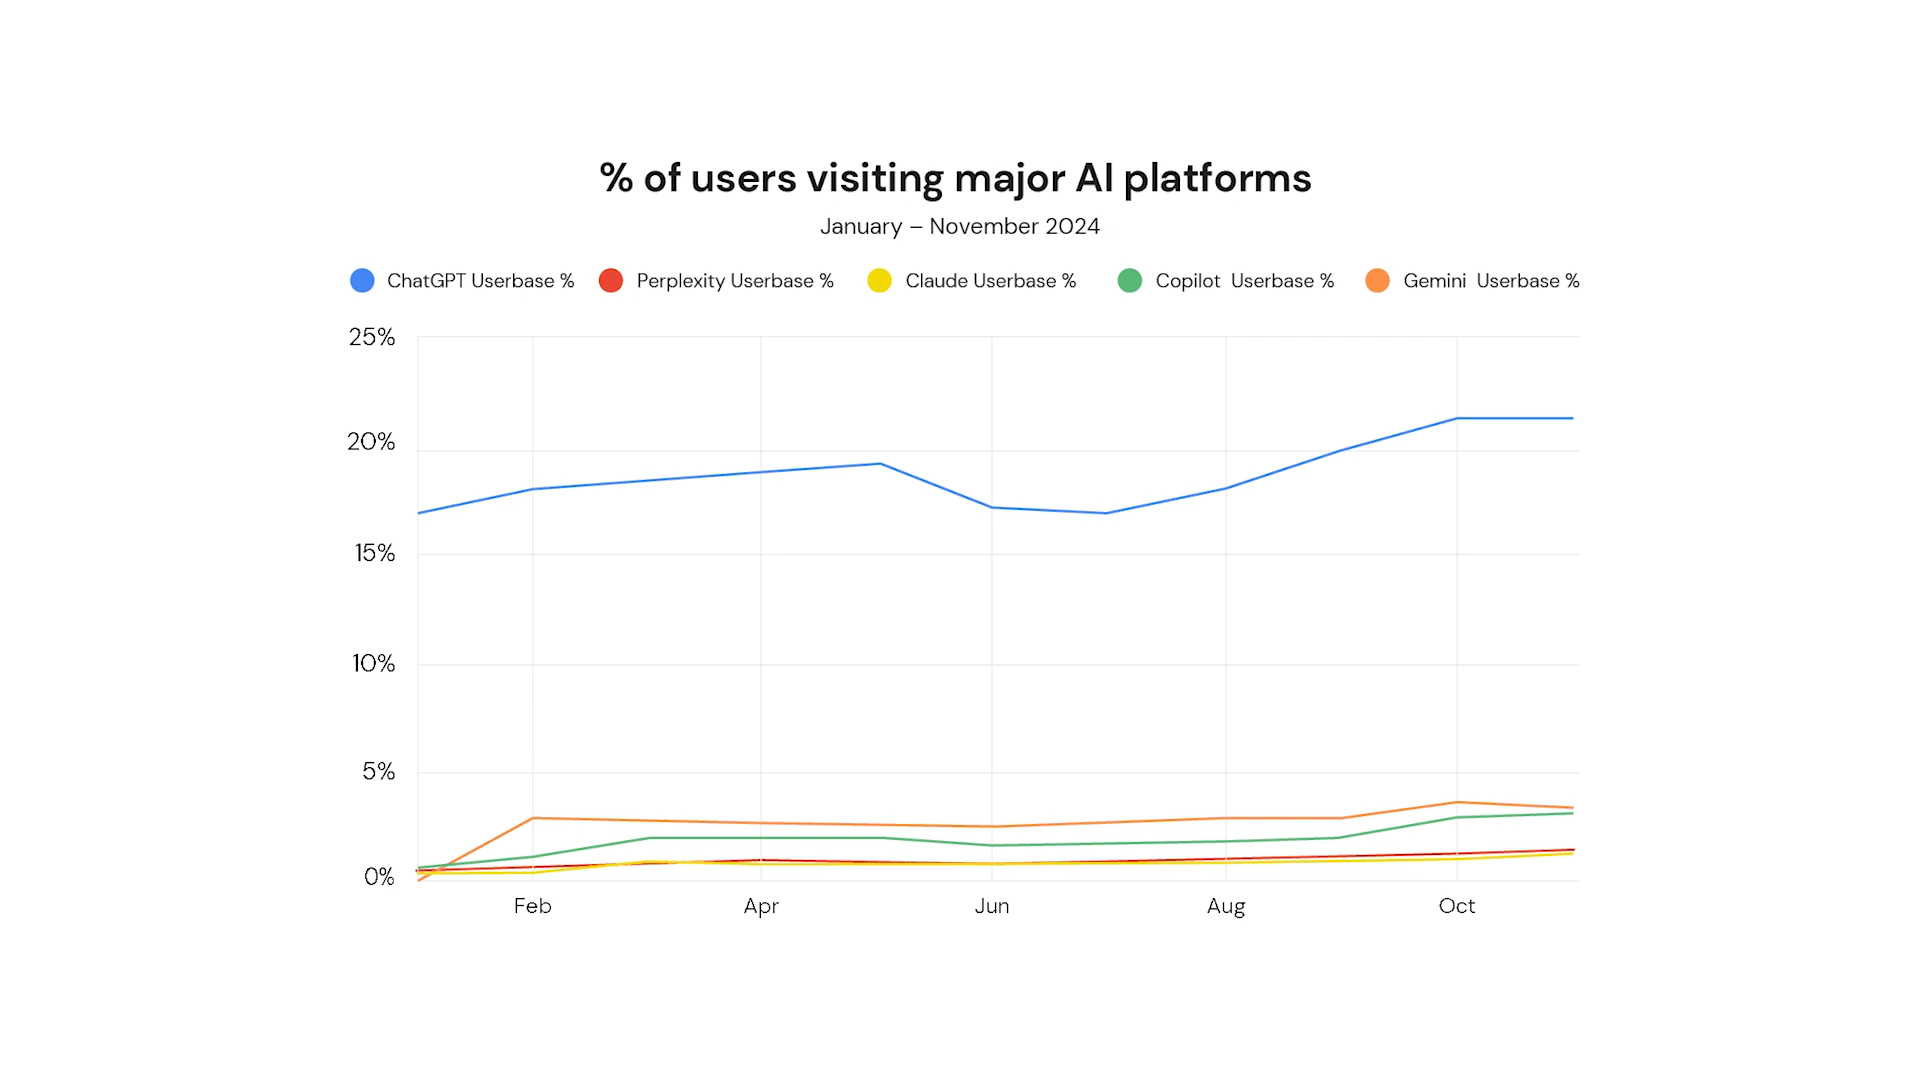 % of users visiting major AI platforms
January – November 2024
ChatGPT Userbase % Perplexity Userbase % Claude Userbase % Copilot Userbase % Gemini Userbase %
25%
20%
15%
10%
5%
0%
Feb Apr Jun Aug Oct